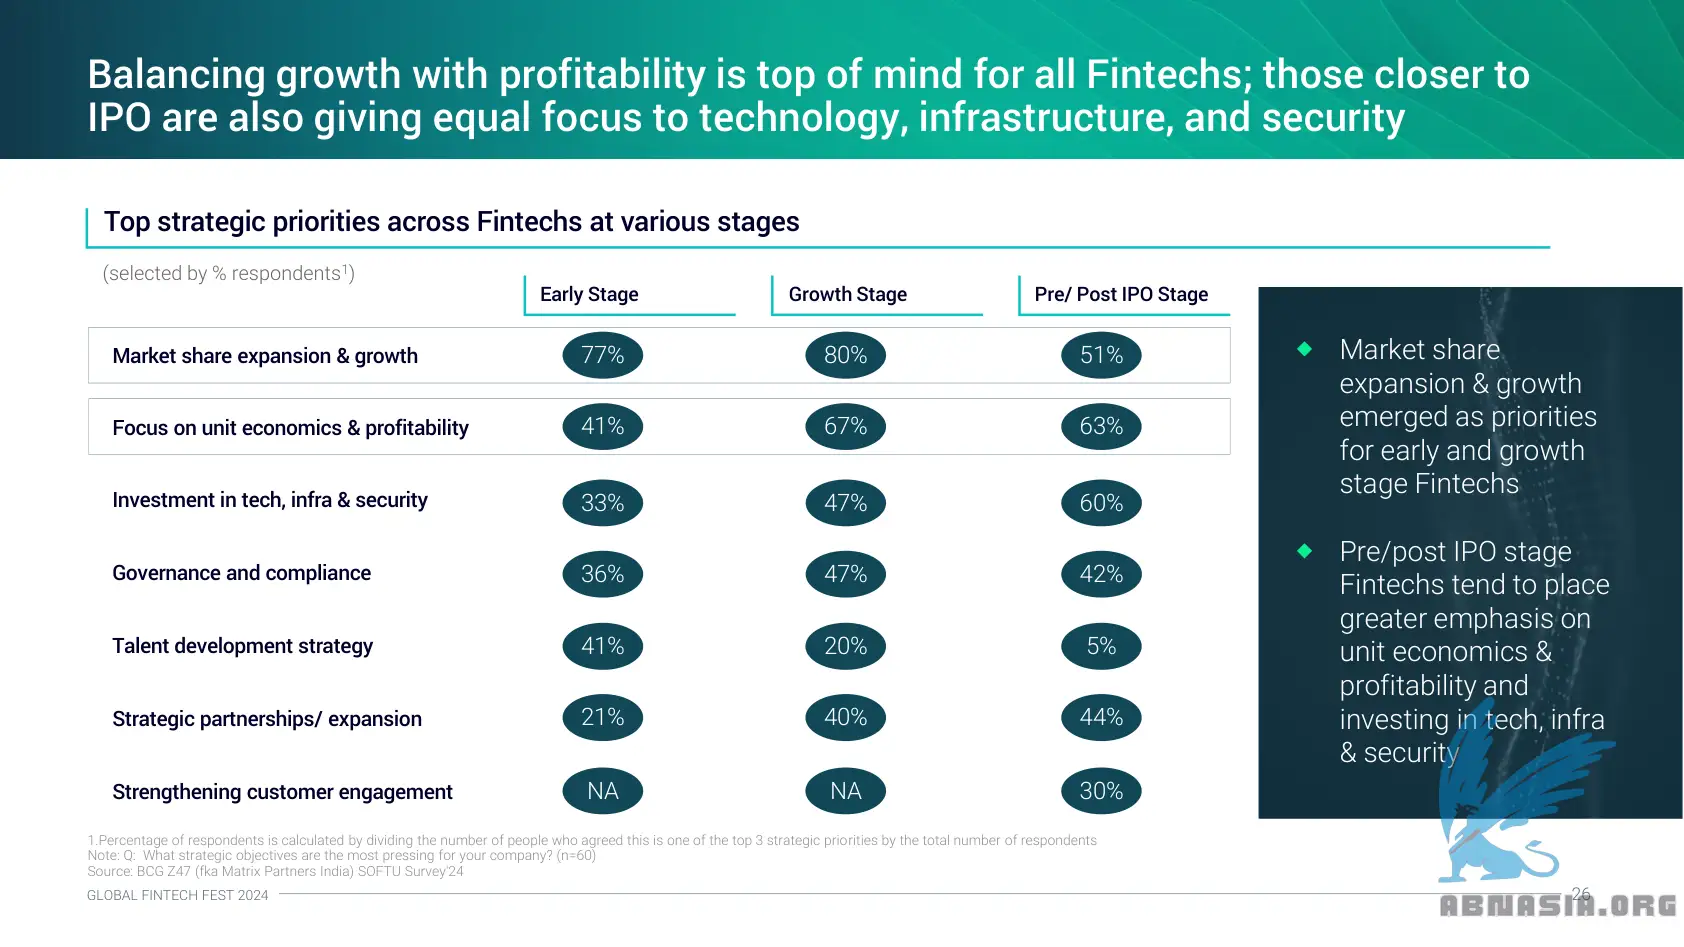 Balancing growth with profitability is top of mind for all Fintechs; those closer to
IPO are also giving equal focus to technology, infrastructure, and security
Top strategic priorities across Fintechs at various stages
(selected by % respondents¹)
Early Stage
Growth Stage
Pre/ Post IPO Stage
Market share expansion & growth
77%
80%
51%
Focus on unit economics & profitability
41%
67%
63%
Investment in tech, infra & security
33%
47%
60%
Governance and compliance
36%
47%
42%
Talent development strategy
41%
20%
5%
Strategic partnerships/ expansion
21%
40%
44%
Strengthening customer engagement
NA
NA
30%
Market share
expansion & growth
emerged as priorities
for early and growth
stage Fintechs
Pre/post IPO stage
Fintechs tend to place
greater emphasis on
unit economics &
profitability and
investing in tech, infra
& security
1.Percentage of respondents is calculated by dividing the number of people who agreed this is one of the top 3 strategic priorities by the total number of respondents
Note: Q: What strategic objectives are the most pressing for your company? (n=60)
Source: BCG Z47 (fka Matrix Partners India) SOFTU Survey'24
GLOBAL FINTECH FEST 2024
26
ABNASIA.ORG